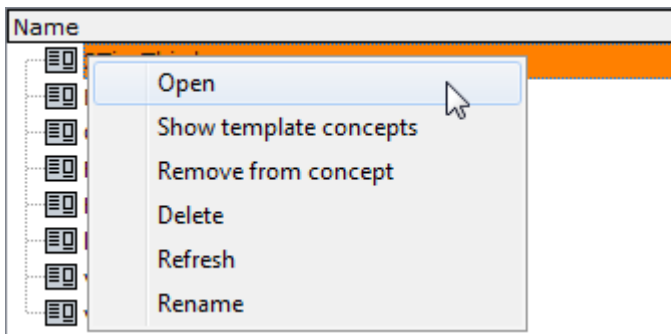 Name
Open
Show template concepts
Remove from concept
Delete
Refresh
Rename